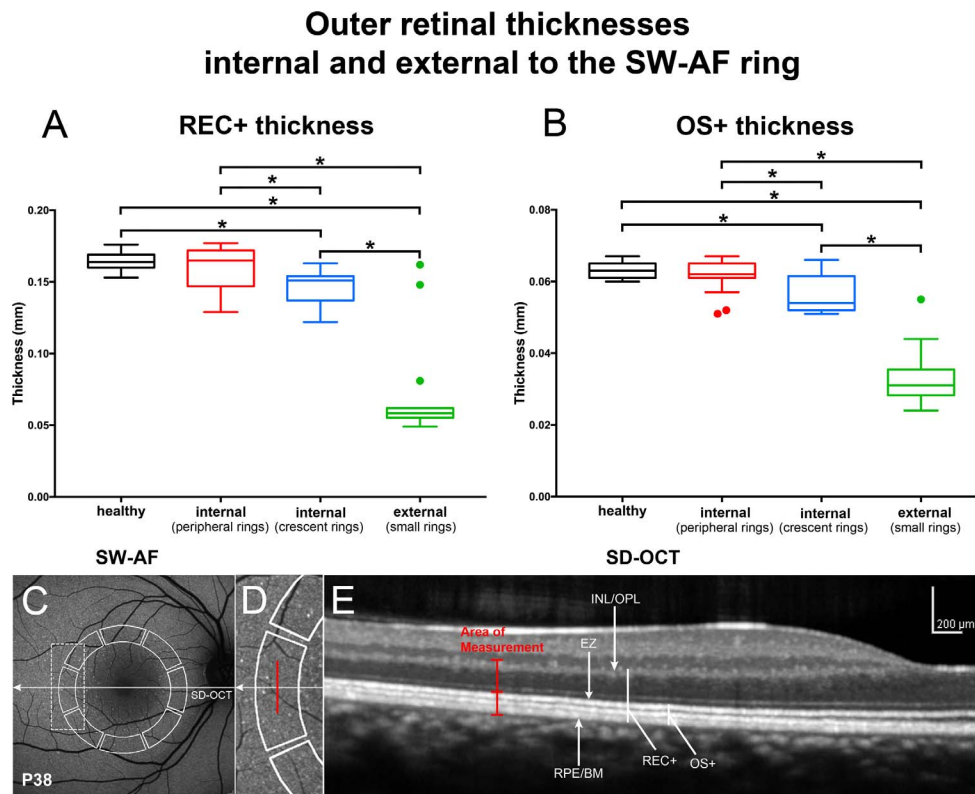 Outer retinal thicknesses
internal and external to the SW-AF ring
A
REC+ thickness
*
*
*
*
*
0.20
0.15
0.10
0.05
0.00
Thickness (mm)
healthy
internal
(peripheral rings)
internal
(crescent rings)
external
(small rings)
B
OS+ thickness
*
*
*
*
*
0.08
0.06
0.04
0.02
0.00
Thickness (mm)
healthy
internal
(peripheral rings)
internal
(crescent rings)
external
(small rings)
SW-AF
SD-OCT
C
SD-OCT
P38
D
E
INL/OPL
Area of
Measurement
EZ
200 µm
RPE/BM
REC+
OS+